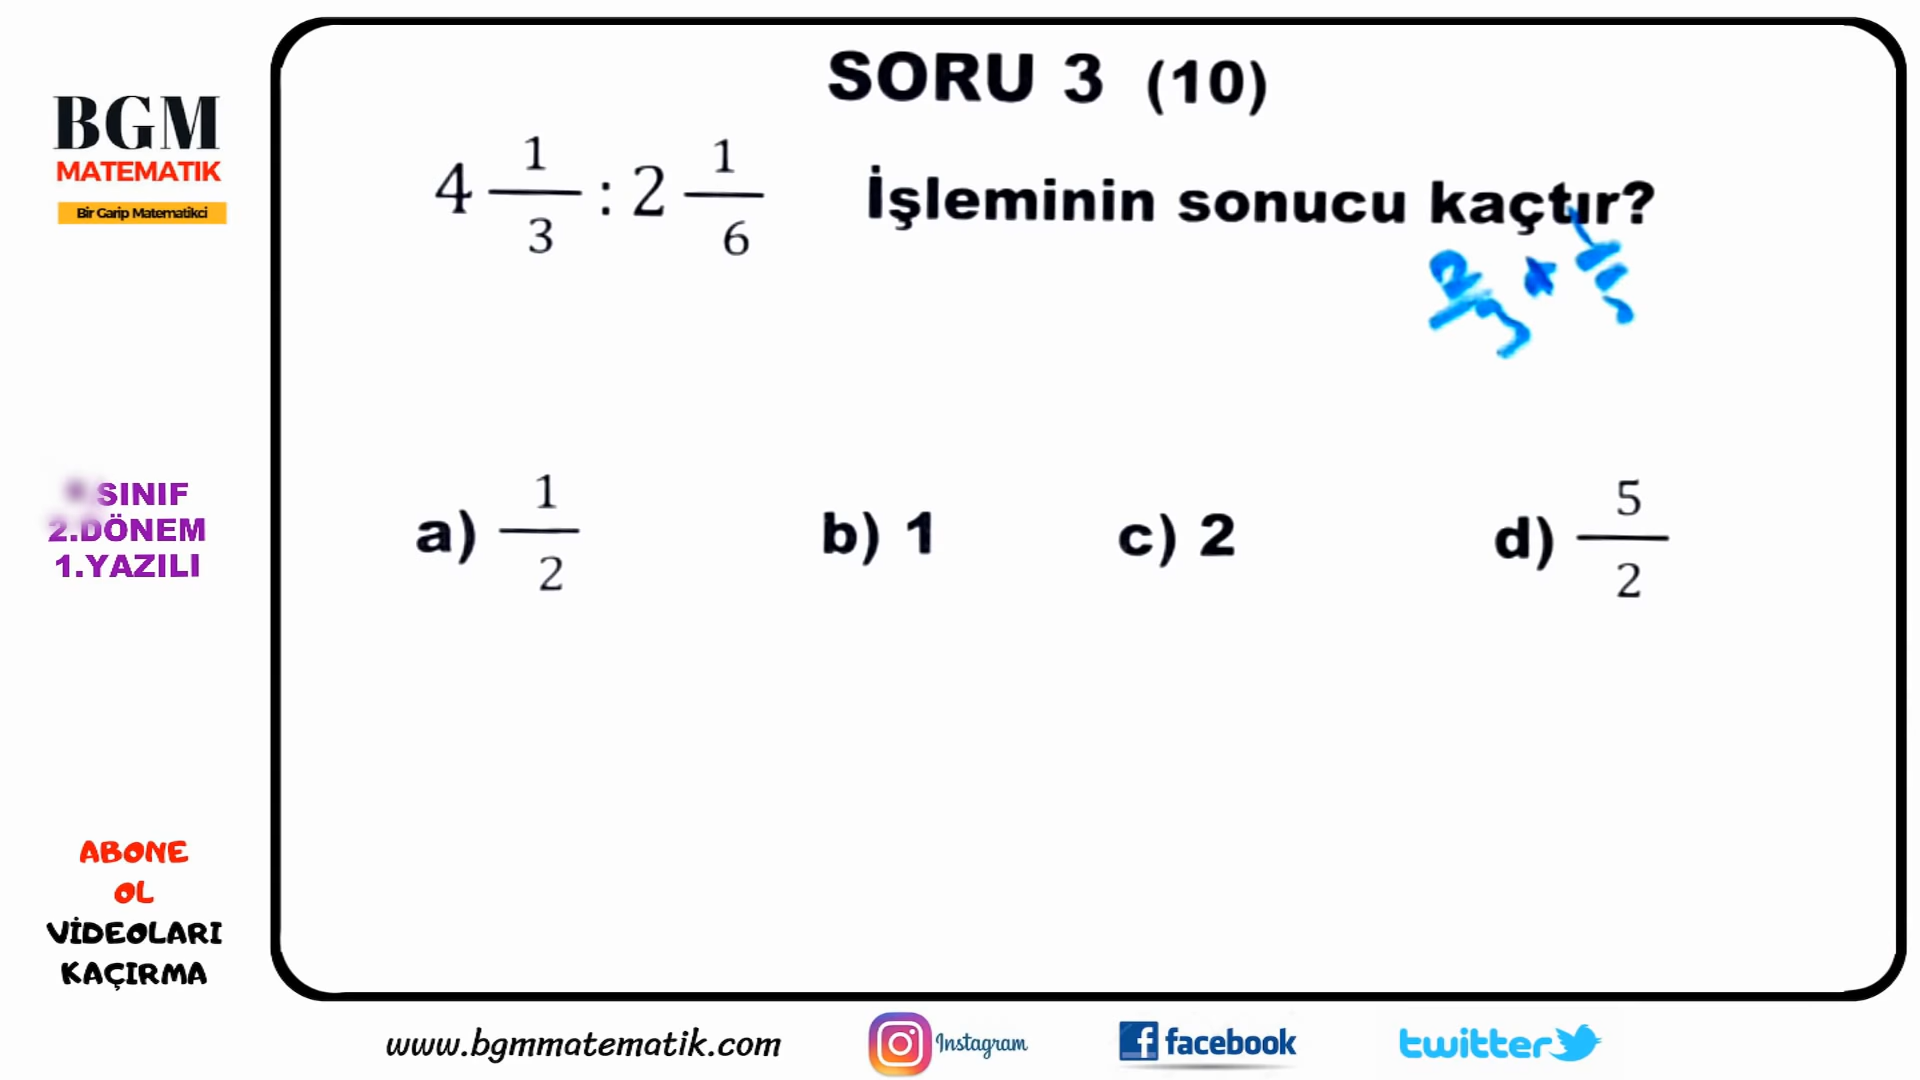 BGM
MATEMATIK
Bir Garip Matematikci
SORU 3 (10)
4 1/3 : 2 1/6 İşleminin sonucu kaçtır?
a) 1/2 b) 1 c) 2 d) 5/2
SINIF
2.DÖNEM
1.YAZILI
ABONE
OL
VİDEOLARI
KAÇIRMA
www.bgmmatematik.com Instagram facebook twitter